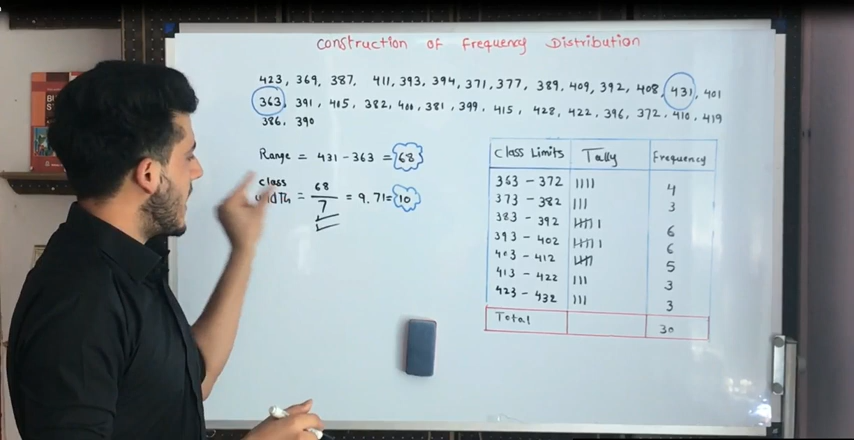 Construction of Frequency Distribution
423, 369, 387, 411, 393, 394, 371, 377, 389, 409, 392, 408, 431, 401
363, 391, 405, 382, 400, 381, 399, 415, 428, 422, 396, 372, 410, 419
386, 390
Range = 431 - 363 = 68
Class
width = 68/7 = 9.71 = 10
Class Limits Tally Frequency
363 - 372 |||| 4
373 - 382 ||| 3
383 - 392 |||| | 6
393 - 402 |||| | 6
403 - 412 |||| 5
413 - 422 ||| 3
423 - 432 ||| 3
Total 30